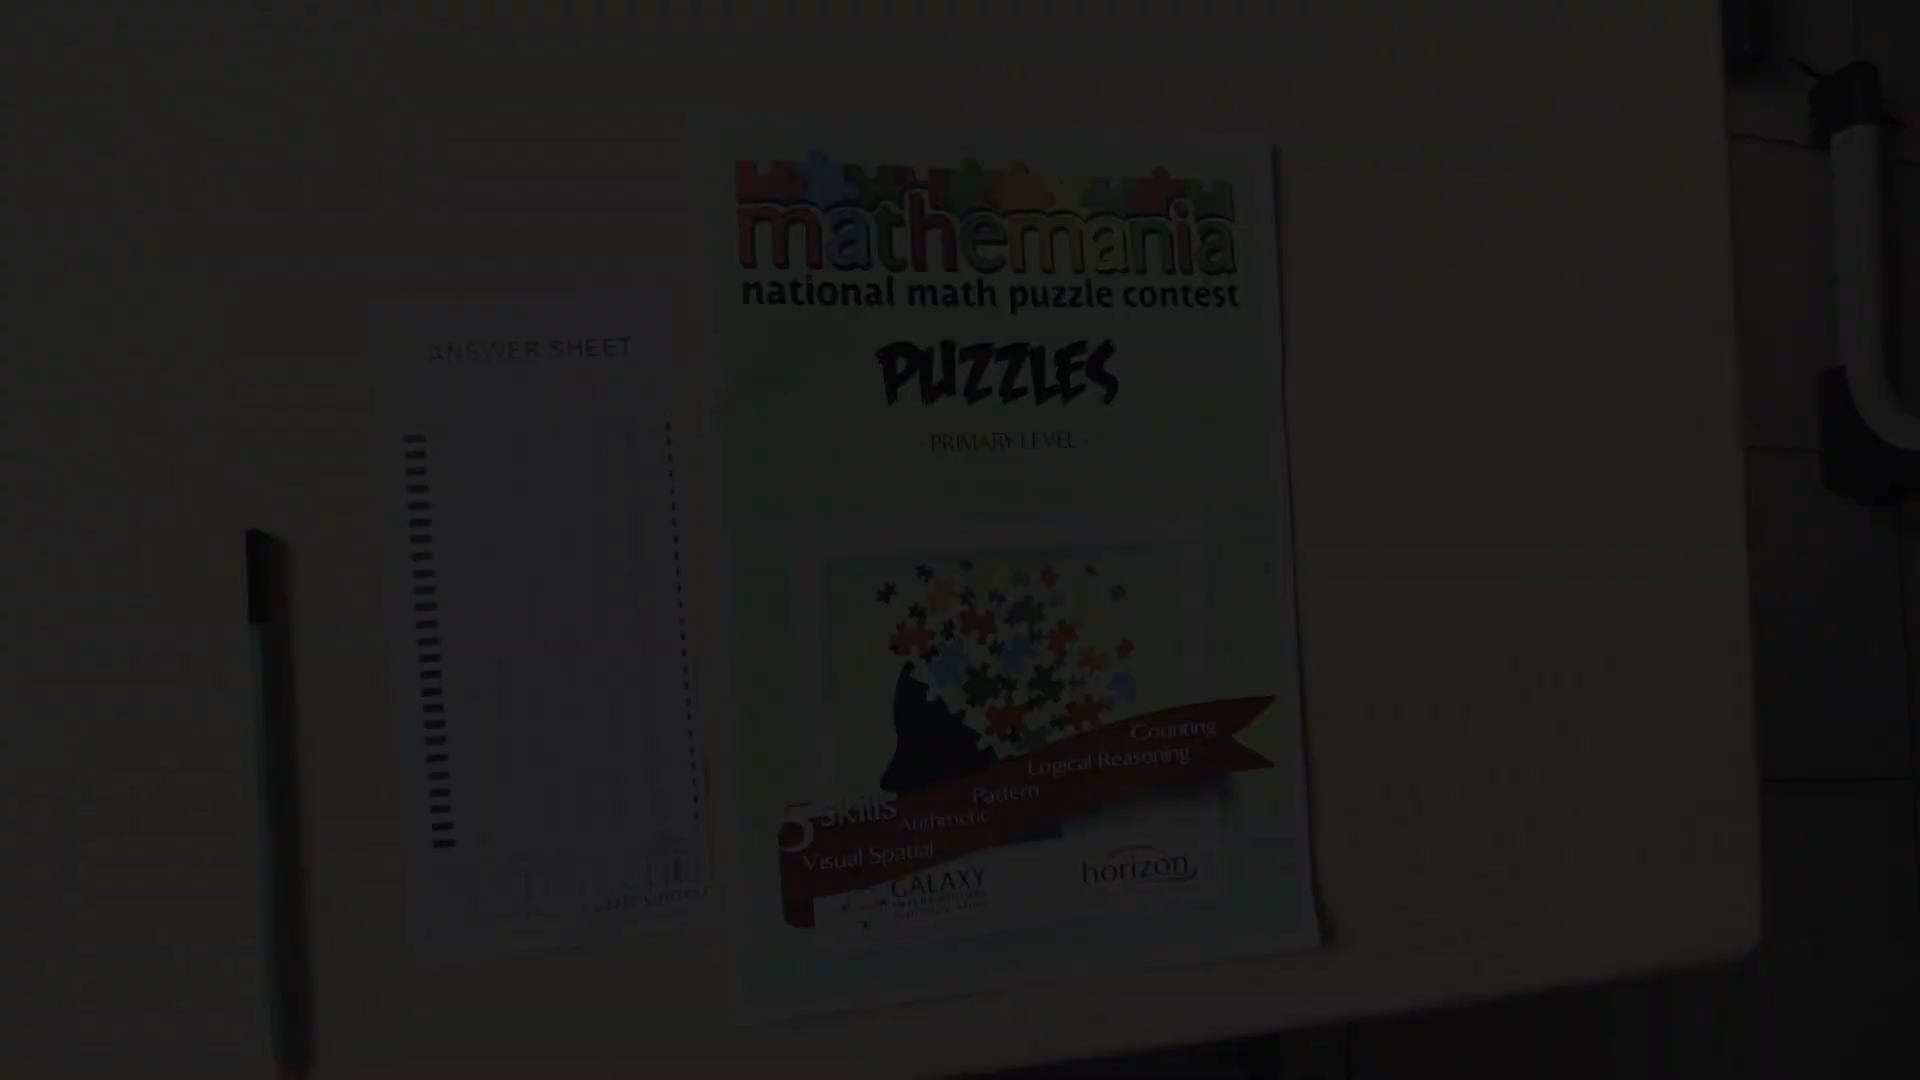 mathemania
national math puzzle contest
PUZZLES
- PRIMARY LEVEL -
ANSWER SHEET
Counting
Logical Reasoning
Pattern
5 Skills
Arithmetic
Visual Spatial
GALAXY
horizon